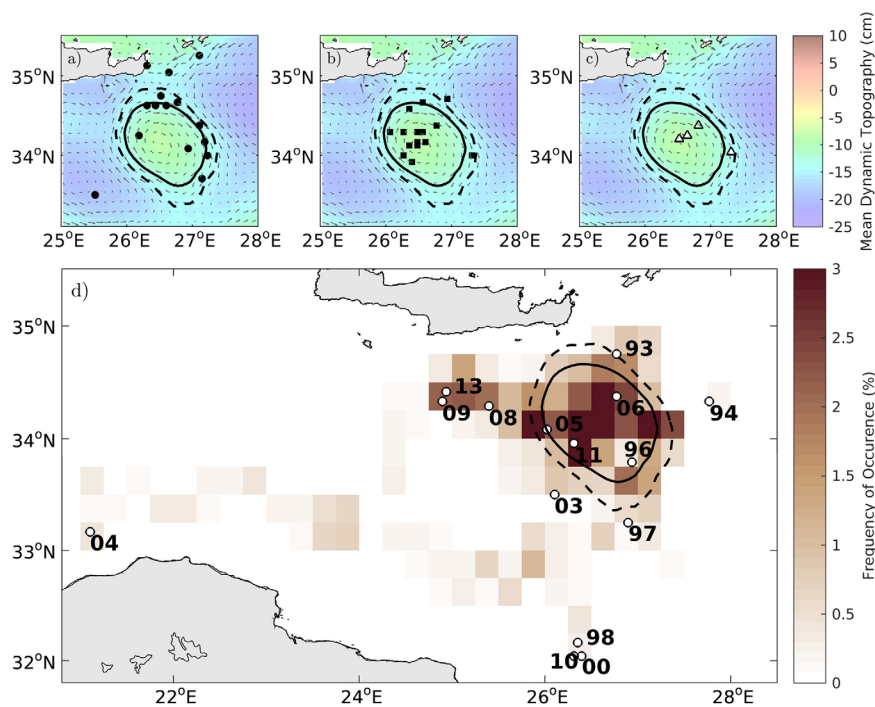 a)
b)
c)
35°N
34°N
25°E
26°E
27°E
28°E
35°N
34°N
25°E
26°E
27°E
28°E
35°N
34°N
25°E
26°E
27°E
28°E
10
5
0
-5
-10
-15
-20
-25
Mean Dynamic Topography (cm)
d)
35°N
34°N
33°N
32°N
22°E
24°E
26°E
28°E
93
13
09
08
06
94
05
11
96
03
97
04
98
10
00
3
2.5
2
1.5
1
0.5
0
Frequency of Occurence (%)